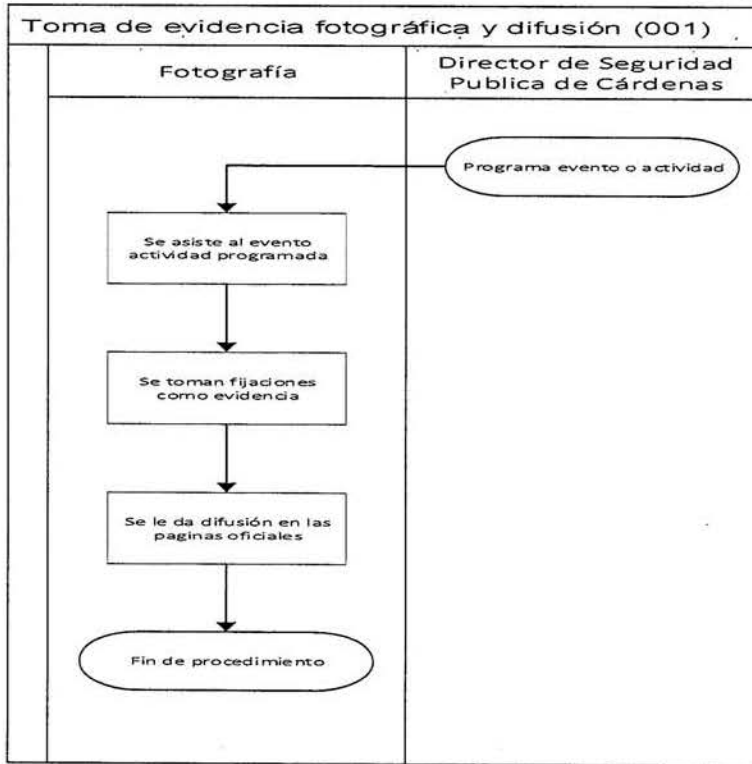 Toma de evidencia fotográfica y difusión (001)
Fotografía
Director de Seguridad
Publica de Cárdenas
Programa evento o actividad
Se asiste al evento
actividad programada
Se toman fijaciones
como evidencia
Se le da difusión en las
paginas oficiales
Fin de procedimiento